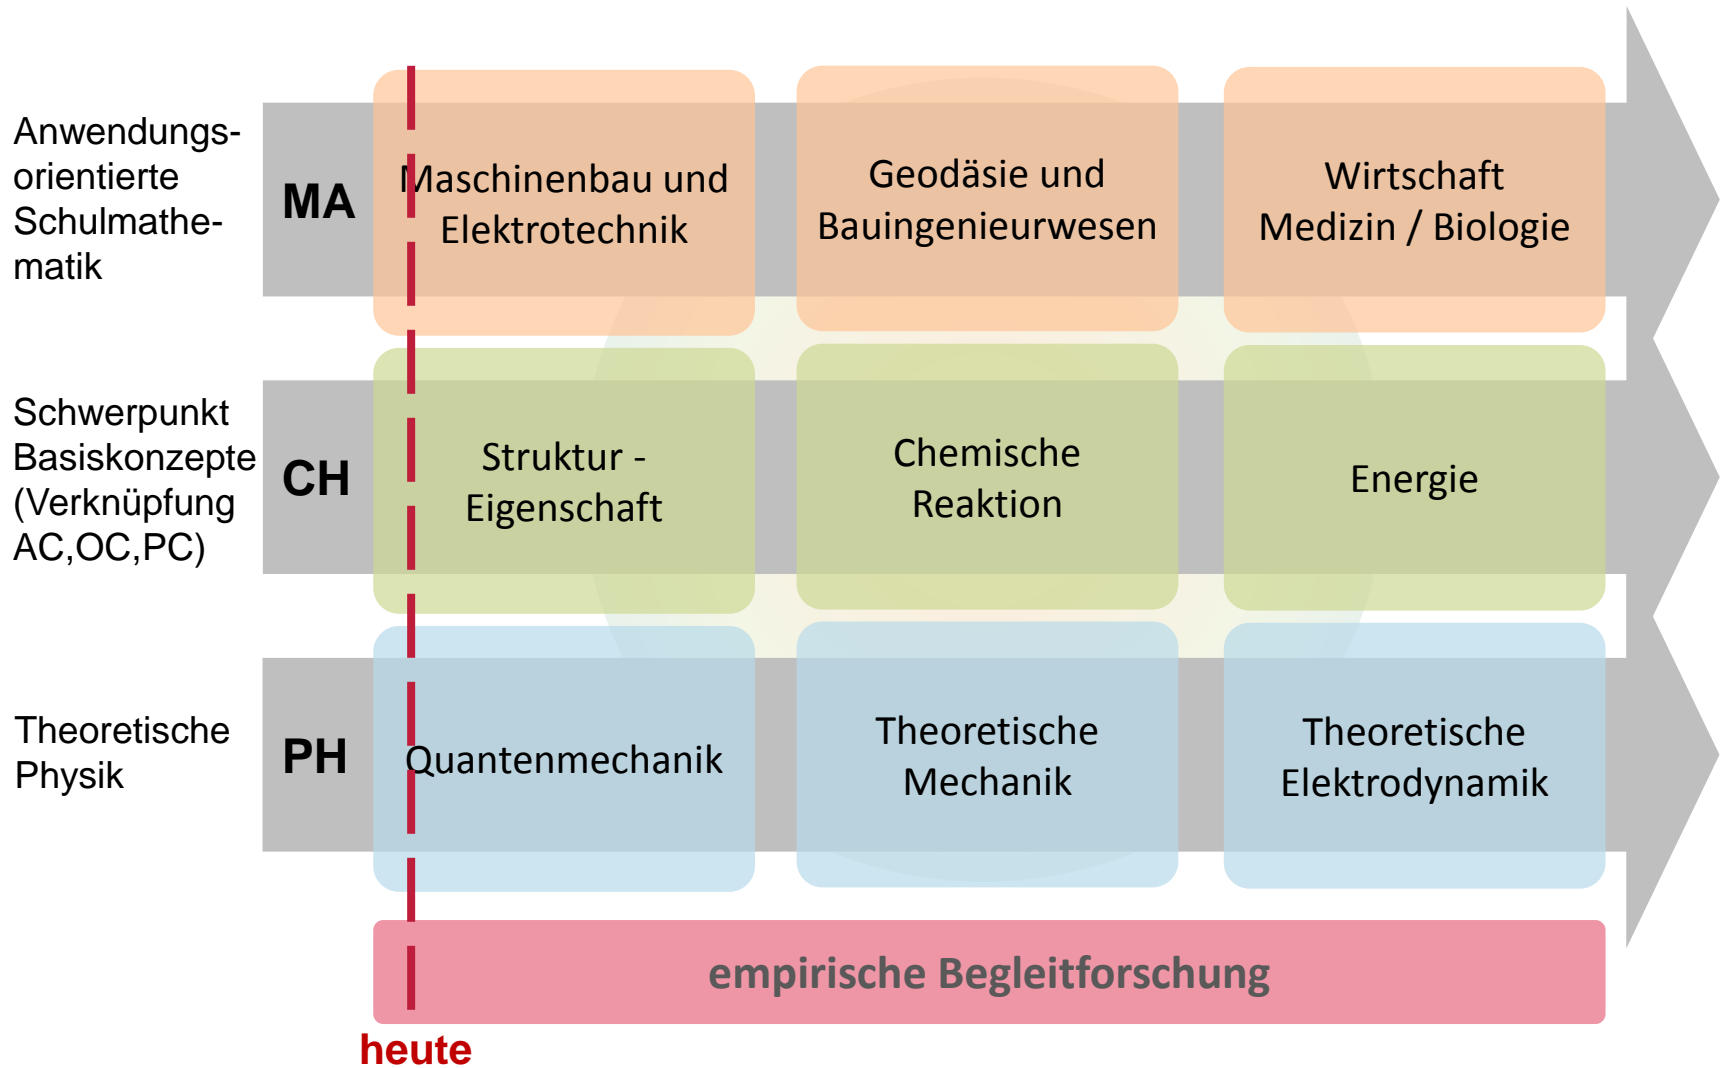 Anwendungs-
orientierte
Schulmathe-
matik
MA
Maschinenbau und
Elektrotechnik
Geodäsie und
Bauingenieurwesen
Wirtschaft
Medizin / Biologie
Schwerpunkt
Basiskonzepte
(Verknüpfung
AC,OC,PC)
CH
Struktur -
Eigenschaft
Chemische
Reaktion
Energie
Theoretische
Physik
PH
Quantenmechanik
Theoretische
Mechanik
Theoretische
Elektrodynamik
empirische Begleitforschung
heute